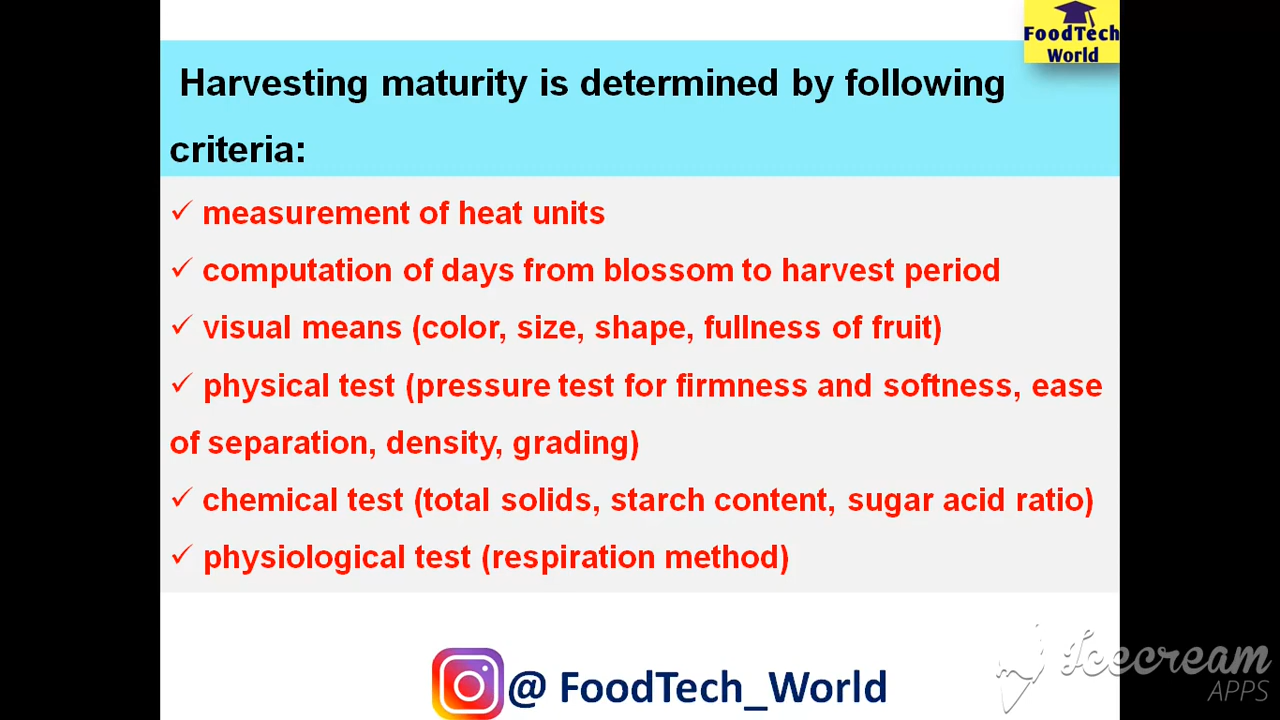 FoodTech
World
Harvesting maturity is determined by following
criteria:
✓ measurement of heat units
✓ computation of days from blossom to harvest period
✓ visual means (color, size, shape, fullness of fruit)
✓ physical test (pressure test for firmness and softness, ease
of separation, density, grading)
✓ chemical test (total solids, starch content, sugar acid ratio)
✓ physiological test (respiration method)
@ FoodTech_World
Icecream
APPS